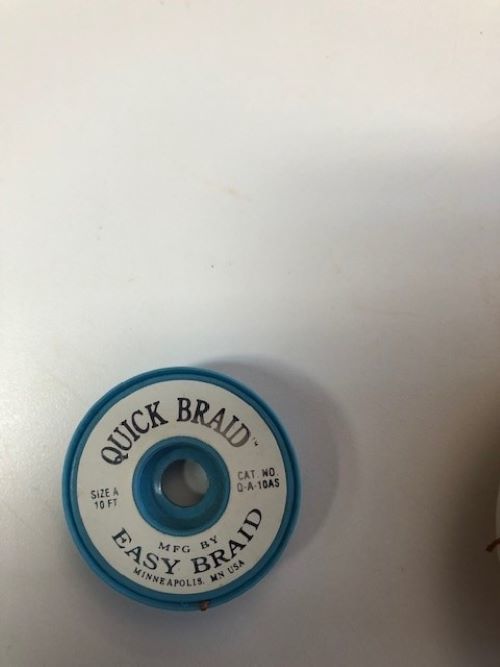 QUICK BRAID™
SIZE A
10 FT
CAT. NO.
Q-A-10AS
MFG BY
EASY BRAID
MINNEAPOLIS, MN USA